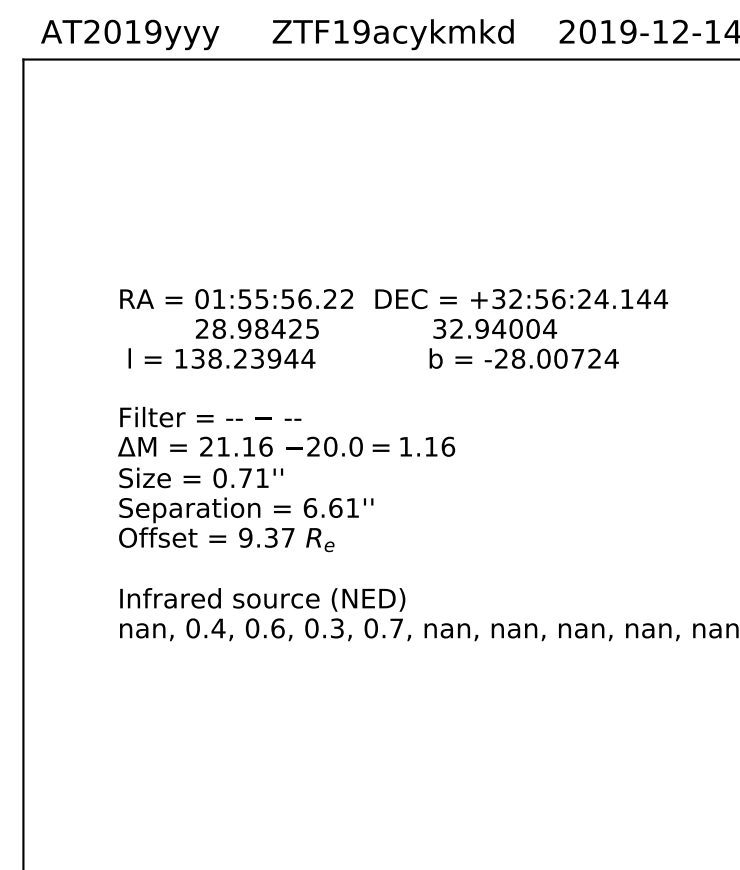 AT2019yyy ZTF19acykmkd 2019-12-14
RA = 01:55:56.22 DEC = +32:56:24.144
28.98425 32.94004
l = 138.23944 b = -28.00724
Filter = -- − --
ΔM = 21.16 −20.0 = 1.16
Size = 0.71''
Separation = 6.61''
Offset = 9.37 Re
Infrared source (NED)
nan, 0.4, 0.6, 0.3, 0.7, nan, nan, nan, nan, nan